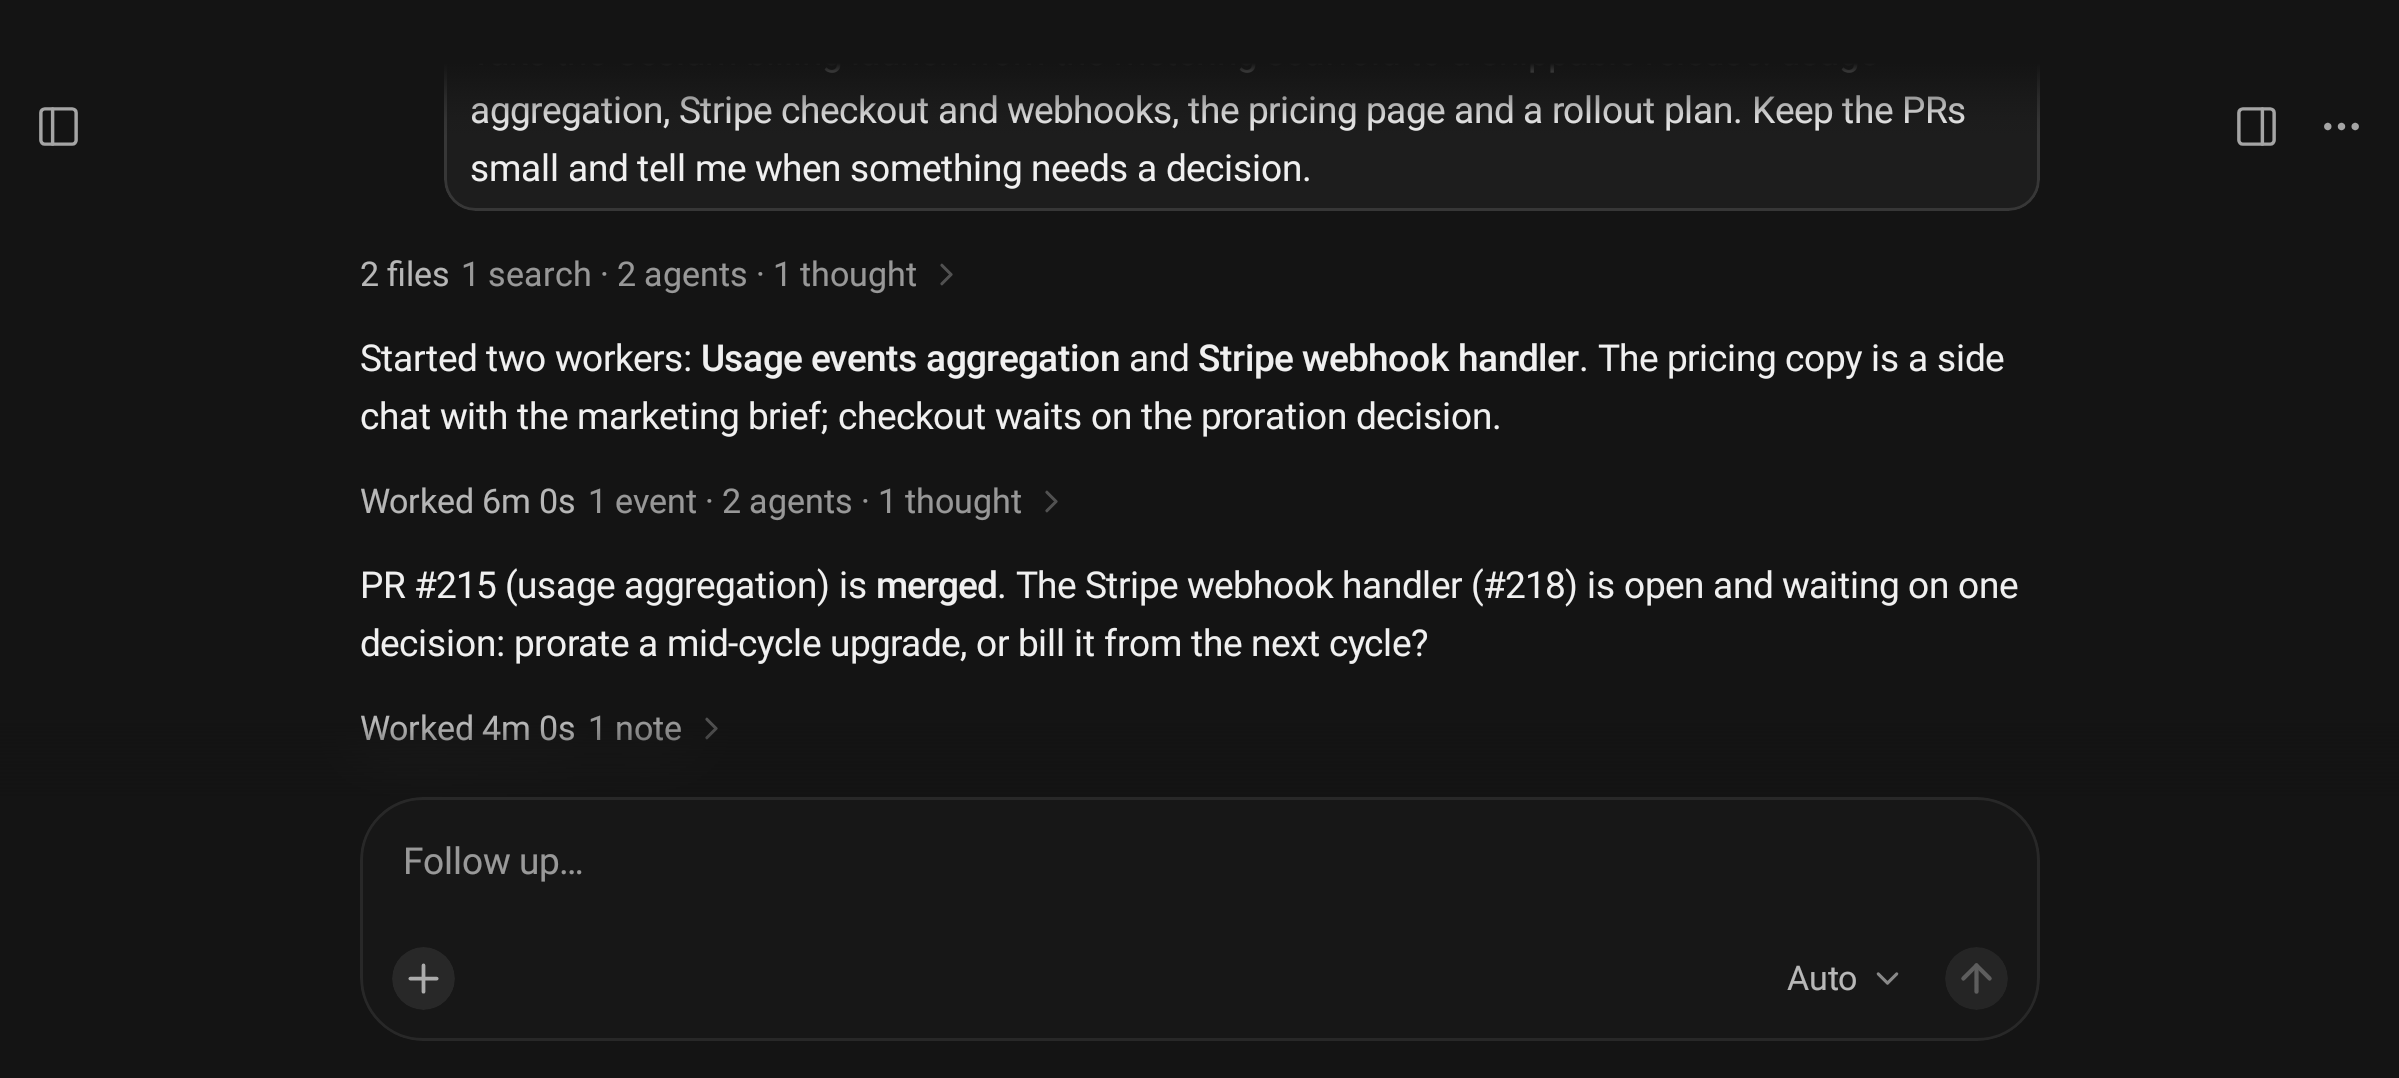 aggregation, Stripe checkout and webhooks, the pricing page and a rollout plan. Keep the PRs
small and tell me when something needs a decision.
2 files 1 search · 2 agents · 1 thought
Started two workers: Usage events aggregation and Stripe webhook handler. The pricing copy is a side
chat with the marketing brief; checkout waits on the proration decision.
Worked 6m 0s 1 event · 2 agents · 1 thought
PR #215 (usage aggregation) is merged. The Stripe webhook handler (#218) is open and waiting on one
decision: prorate a mid-cycle upgrade, or bill it from the next cycle?
Worked 4m 0s 1 note
Follow up…
Auto